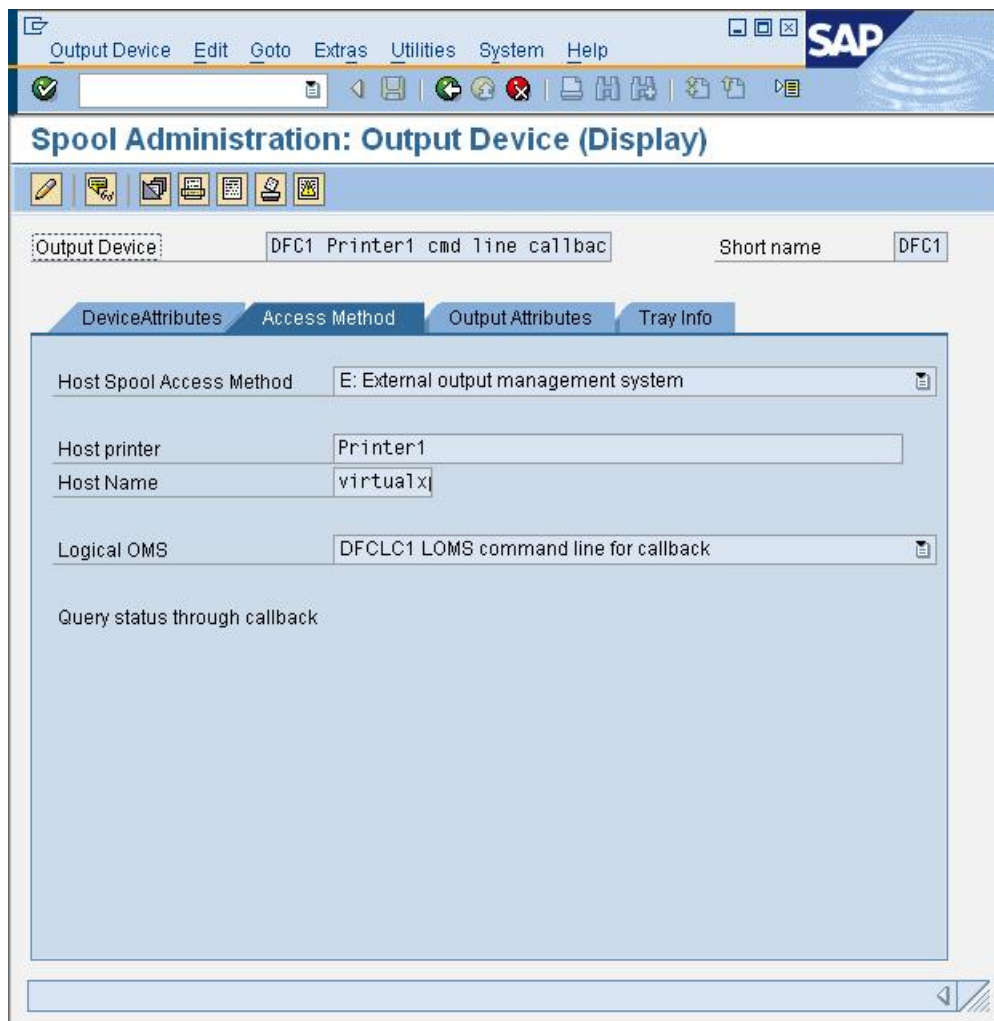 Output Device Edit Goto Extras Utilities System Help
SAP
Spool Administration: Output Device (Display)
Output Device DFC1 Printer1 cmd line callbac Short name DFC1
DeviceAttributes Access Method Output Attributes Tray Info
Host Spool Access Method E: External output management system
Host printer Printer1
Host Name
Logical OMS DFCLC1 LOMS command line for callback
Query status through callback